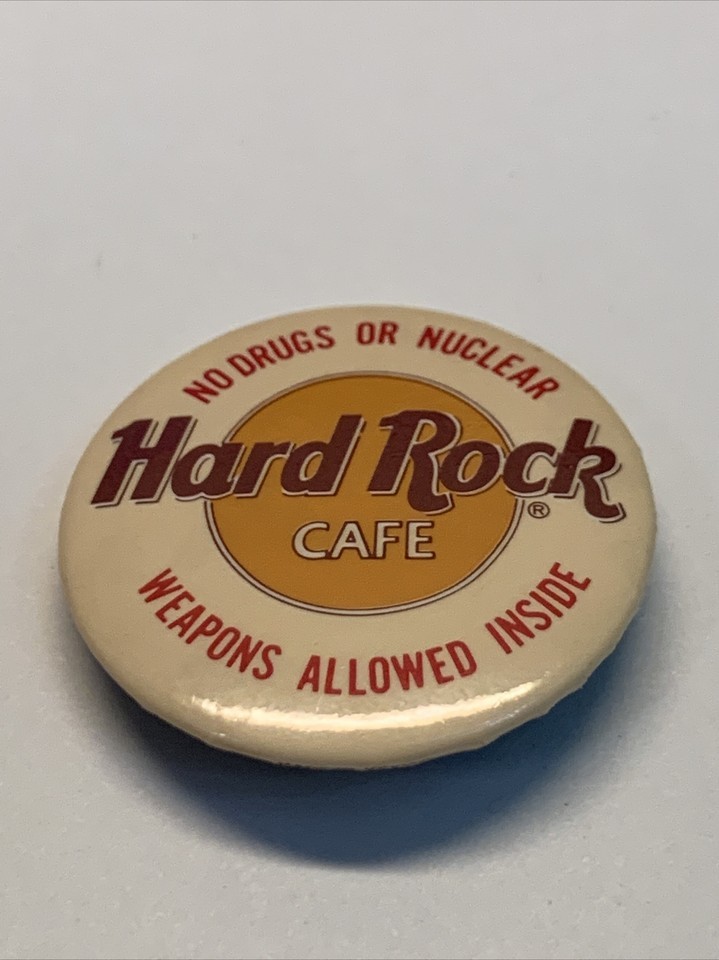 NO DRUGS OR NUCLEAR
Hard Rock
®
CAFE
WEAPONS ALLOWED INSIDE